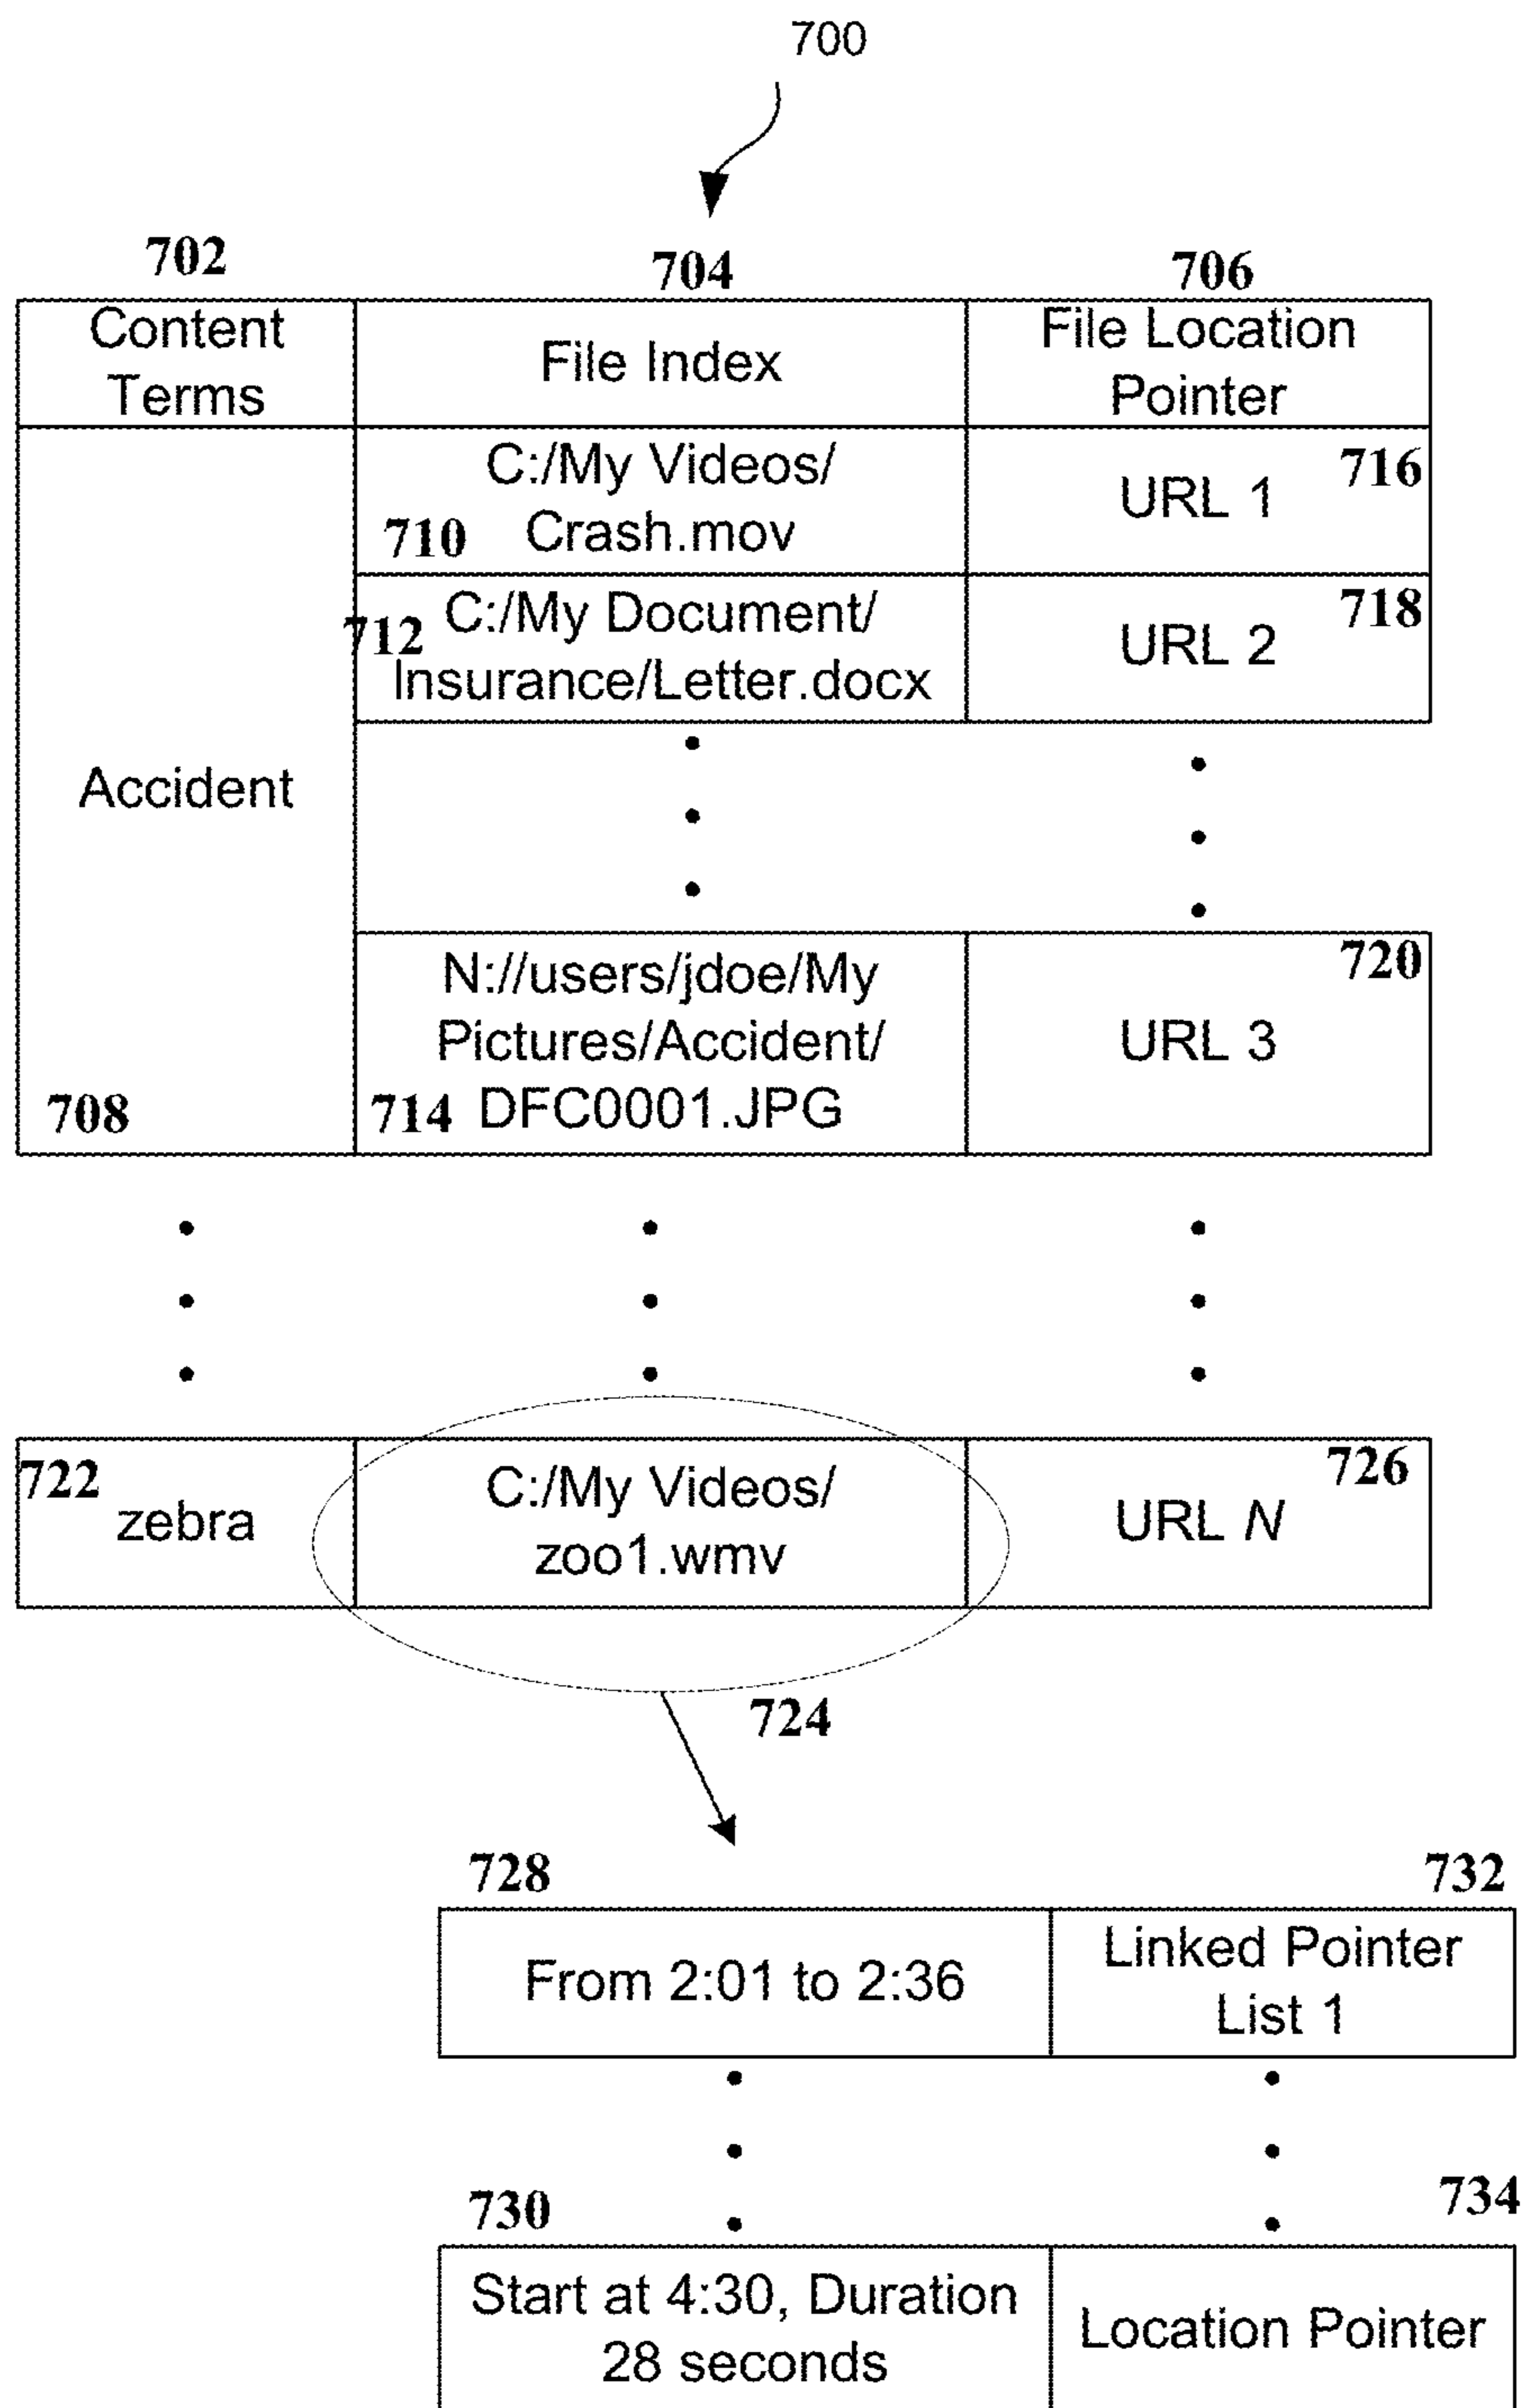 700
702
704
706
Content
Terms
File Index
File Location
Pointer
Accident
708
C:/My Videos/
710 Crash.mov
URL 1
716
712 C:/My Document/
Insurance/Letter.docx
URL 2
718
N://users/jdoe/My
Pictures/Accident/
714 DFC0001.JPG
URL 3
720
722
zebra
C:/My Videos/
zoo1.wmv
URL N
726
724
728
732
From 2:01 to 2:36
Linked Pointer
List 1
730
734
Start at 4:30, Duration
28 seconds
Location Pointer